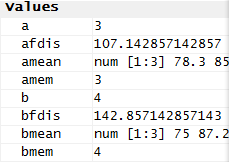 Values
a 3
afdis 107.142857142857
amean num [1:3] 78.3 85
amem 3
b 4
bfdis 142.857142857143
bmean num [1:3] 75 87.2
bmem 4